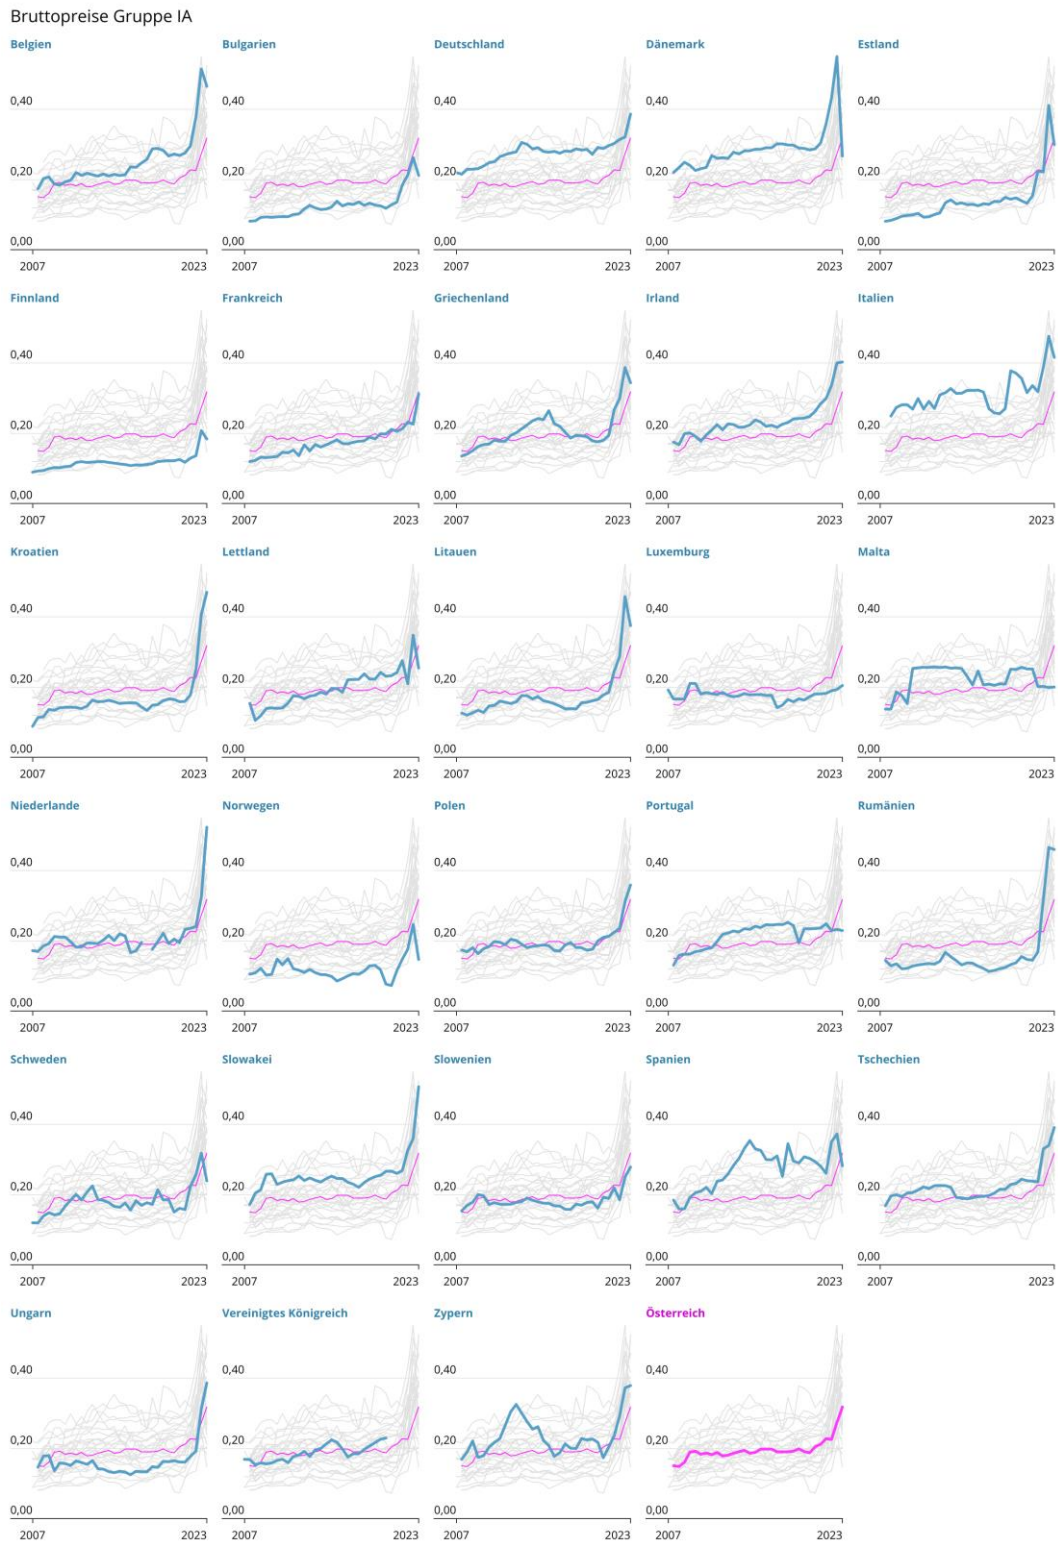 Bruttopreise Gruppe IA
Belgien Bulgarien Deutschland Dänemark Estland
0,40 0,40 0,40 0,40 0,40
0,20 0,20 0,20 0,20 0,20
0,00 0,00 0,00 0,00 0,00
2007 2023 2007 2023 2007 2023 2007 2023 2007 2023
Finnland Frankreich Griechenland Irland Italien
0,40 0,40 0,40 0,40 0,40
0,20 0,20 0,20 0,20 0,20
0,00 0,00 0,00 0,00 0,00
2007 2023 2007 2023 2007 2023 2007 2023 2007 2023
Kroatien Lettland Litauen Luxemburg Malta
0,40 0,40 0,40 0,40 0,40
0,20 0,20 0,20 0,20 0,20
0,00 0,00 0,00 0,00 0,00
2007 2023 2007 2023 2007 2023 2007 2023 2007 2023
Niederlande Norwegen Polen Portugal Rumänien
0,40 0,40 0,40 0,40 0,40
0,20 0,20 0,20 0,20 0,20
0,00 0,00 0,00 0,00 0,00
2007 2023 2007 2023 2007 2023 2007 2023 2007 2023
Schweden Slowakei Slowenien Spanien Tschechien
0,40 0,40 0,40 0,40 0,40
0,20 0,20 0,20 0,20 0,20
0,00 0,00 0,00 0,00 0,00
2007 2023 2007 2023 2007 2023 2007 2023 2007 2023
Ungarn Vereinigtes Königreich Zypern Österreich
0,40 0,40 0,40 0,40
0,20 0,20 0,20 0,20
0,00 0,00 0,00 0,00
2007 2023 2007 2023 2007 2023 2007 2023